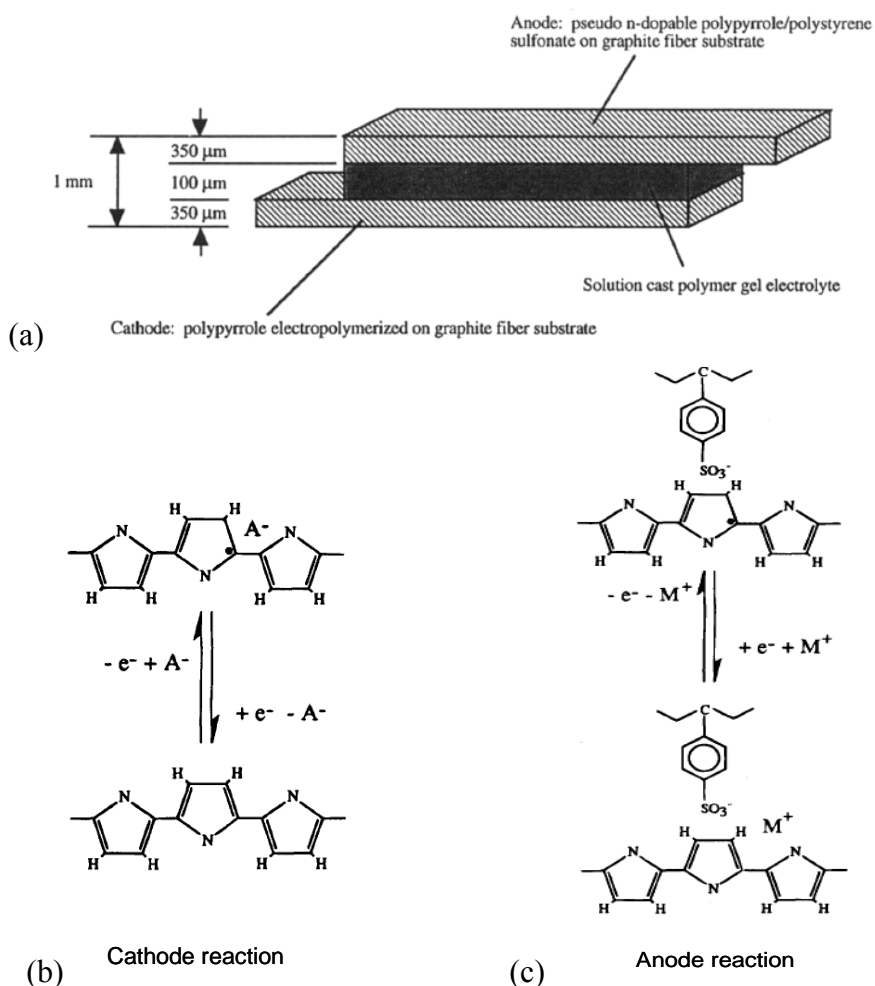 Anode: pseudo n-dopable polypyrrole/polystyrene
sulfonate on graphite fiber substrate
350 μm
1 mm
100 μm
350 μm
Solution cast polymer gel electrolyte
Cathode: polypyrrole electropolymerized on graphite fiber substrate
(a)
C
SO₃⁻
H H
N N
N
H H H H
- e⁻ - M⁺
+ e⁻ + M⁺
C
SO₃⁻
H H M⁺
N N
N
H H H H
(c) Anode reaction
H H A⁻
N N
N
H H H H
- e⁻ + A⁻
+ e⁻ - A⁻
H H
N N
N
H H H H
(b) Cathode reaction